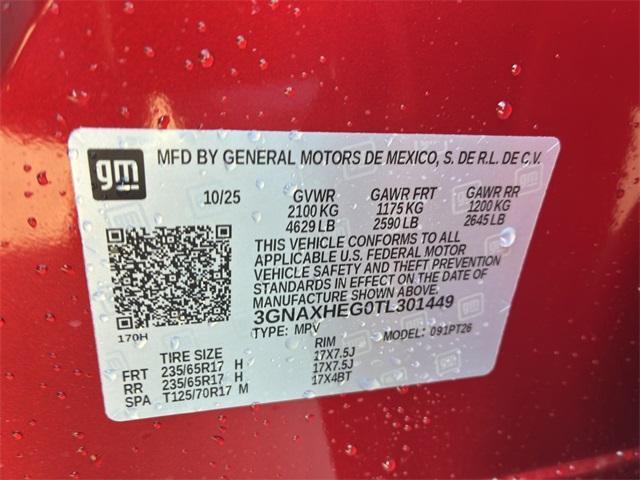 gm MFD BY GENERAL MOTORS DE MEXICO, S. DE R.L. DE C.V.
10/25 GVWR GAWR FRT GAWR RR
2100 KG 1175 KG 1200 KG
4629 LB 2590 LB 2645 LB
THIS VEHICLE CONFORMS TO ALL
APPLICABLE U.S. FEDERAL MOTOR
VEHICLE SAFETY AND THEFT PREVENTION
STANDARDS IN EFFECT ON THE DATE OF
MANUFACTURE SHOWN ABOVE.
3GNAXHEG0TL301449
170H TYPE: MPV MODEL: 091PT26
TIRE SIZE RIM
FRT 235/65R17 H 17X7.5J
RR 235/65R17 H 17X7.5J
SPA T125/70R17 M 17X4BT